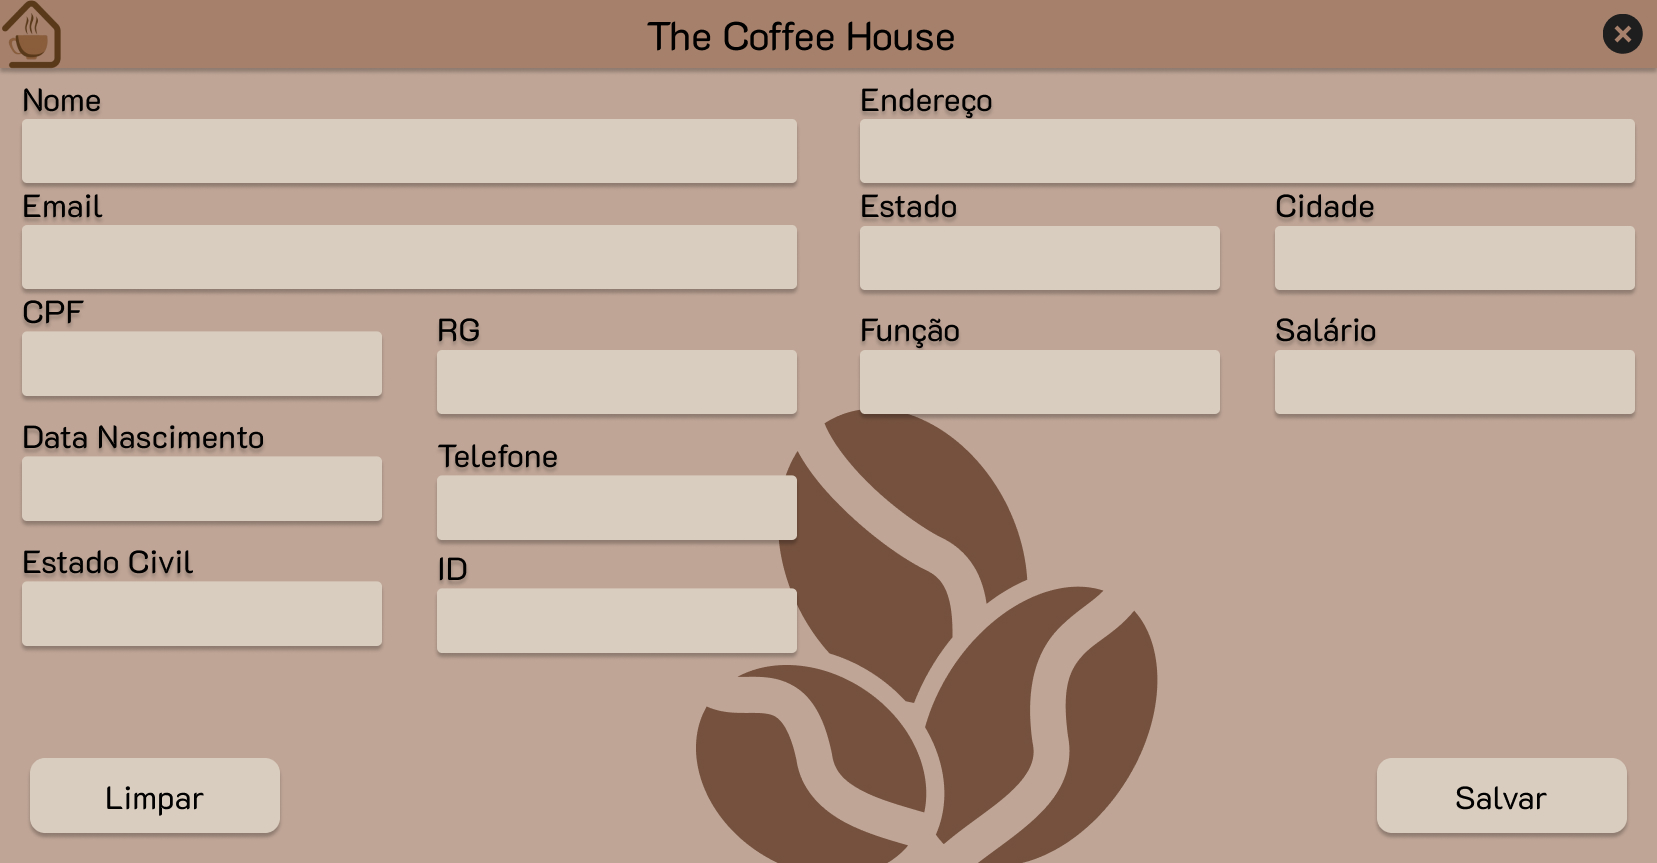 The Coffee House
Nome
Endereço
Email
Estado
Cidade
CPF
RG
Função
Salário
Data Nascimento
Telefone
Estado Civil
ID
Limpar
Salvar